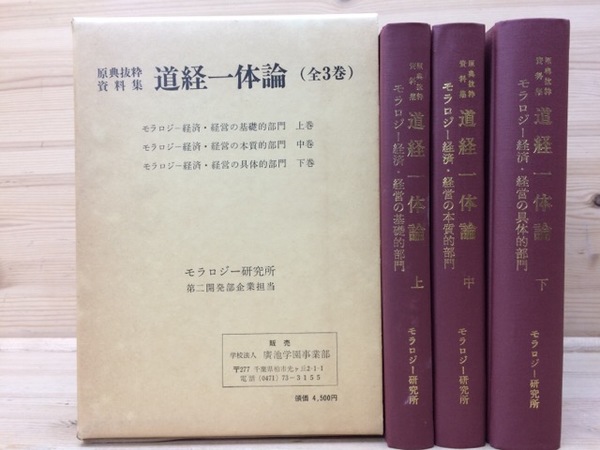 原典抜粋
資料集
道経一体論（全3巻）
モラロジー経済・経営の基礎的部門 上巻
モラロジー経済・経営の本質的部門 中巻
モラロジー経済・経営の具体的部門 下巻
モラロジー研究所
第二開発部企業担当
販売
学校法人 廣池学園事業部
〒277 千葉県柏市光ヶ丘2-1-1
電話 (0471) 73-3155
頒価 4,500円
原典抜粋
資料集
道経一体論 上
モラロジー経済・経営の基礎的部門
モラロジー研究所
原典抜粋
資料集
道経一体論 中
モラロジー経済・経営の本質的部門
モラロジー研究所
原典抜粋
資料集
道経一体論 下
モラロジー経済・経営の具体的部門
モラロジー研究所